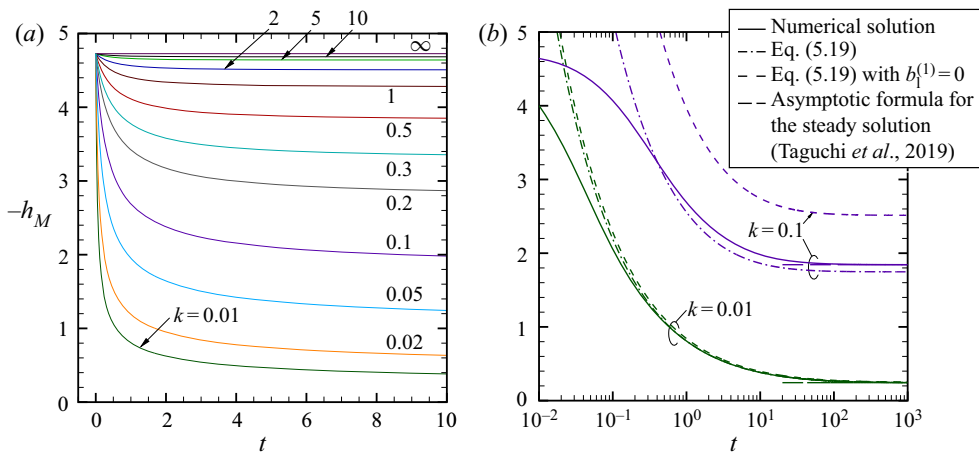 (a)
2
5
10
∞
5
4
3
–h_M
2
1
0
1
0.5
0.3
0.2
0.1
0.05
k = 0.01
0.02
0 2 4 6 8 10
t
(b)
Numerical solution
Eq. (5.19)
Eq. (5.19) with b_1^{(1)} = 0
Asymptotic formula for
the steady solution
(Taguchi et al., 2019)
5
4
3
2
1
0
k = 0.1
k = 0.01
10^{–2} 10^{–1} 10^0 10^1 10^2 10^3
t